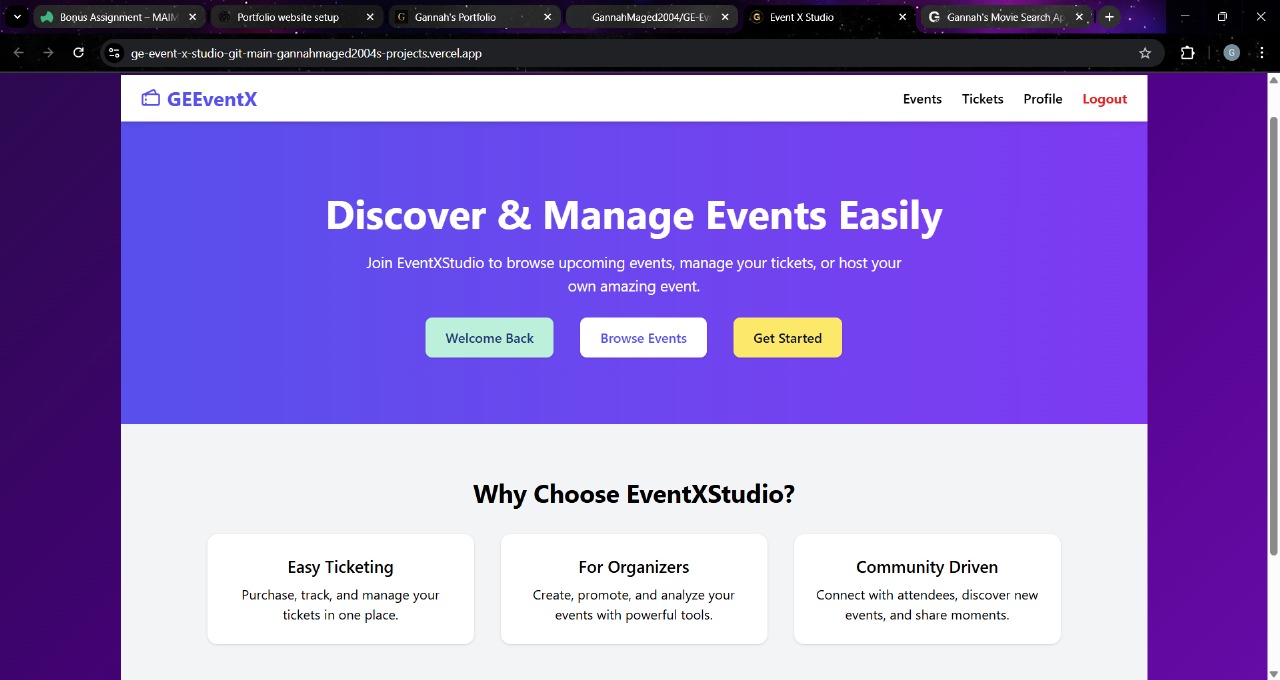 Bonus Assignment – MAIM
Portfolio website setup
Gannah's Portfolio
GannahMaged2004/GE-Ev
Event X Studio
Gannah's Movie Search Ap
ge-event-x-studio-git-main-gannahmaged2004s-projects.vercel.app
G
GEEventX
Events
Tickets
Profile
Logout
Discover & Manage Events Easily
Join EventXStudio to browse upcoming events, manage your tickets, or host your
own amazing event.
Welcome Back
Browse Events
Get Started
Why Choose EventXStudio?
Easy Ticketing
Purchase, track, and manage your
tickets in one place.
For Organizers
Create, promote, and analyze your
events with powerful tools.
Community Driven
Connect with attendees, discover new
events, and share moments.